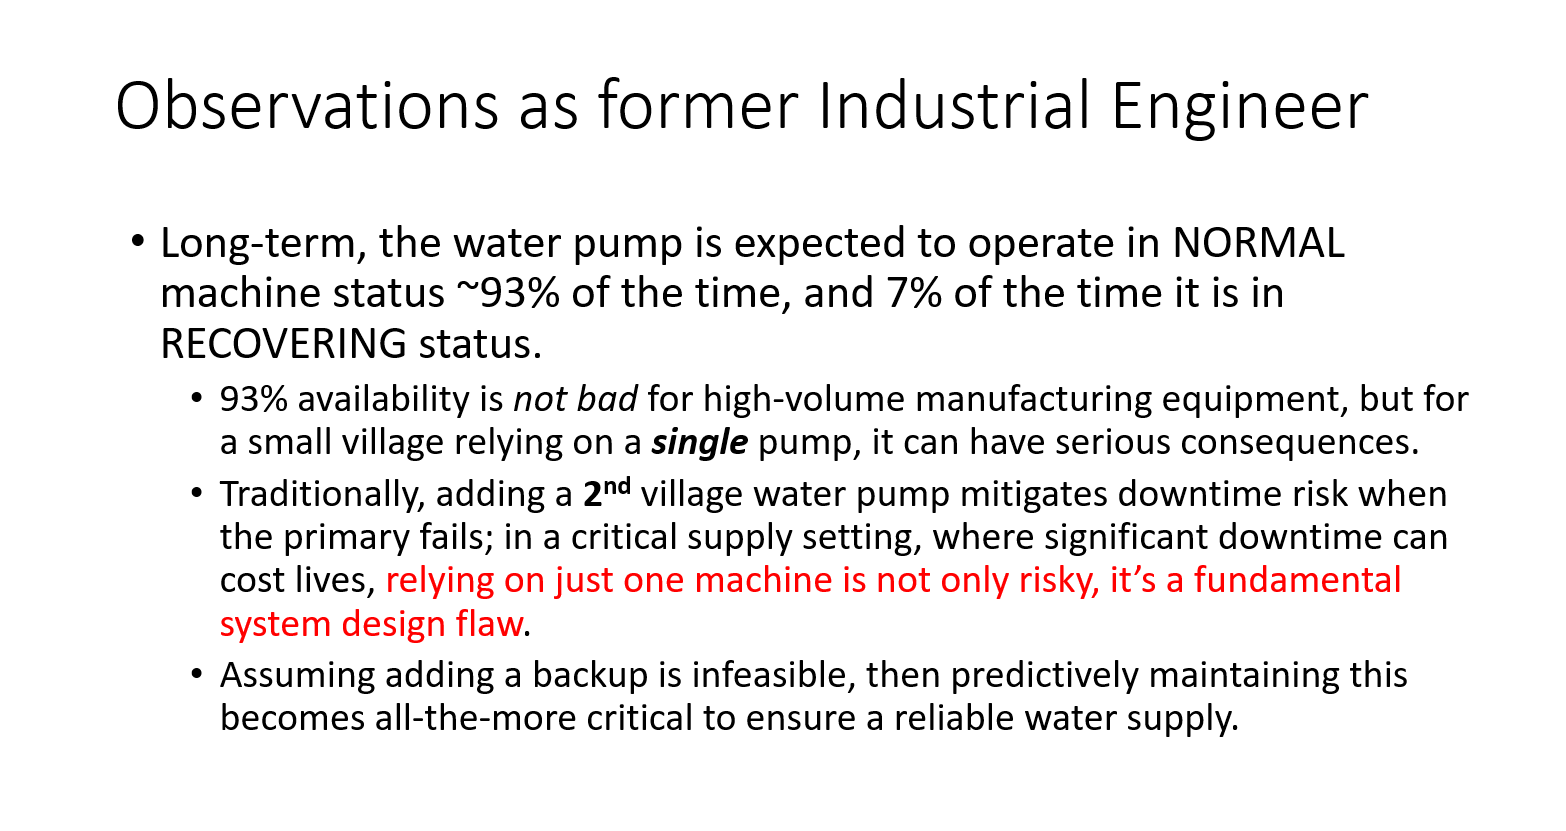 Observations as former Industrial Engineer
• Long-term, the water pump is expected to operate in NORMAL
machine status ~93% of the time, and 7% of the time it is in
RECOVERING status.
• 93% availability is not bad for high-volume manufacturing equipment, but for
a small village relying on a single pump, it can have serious consequences.
• Traditionally, adding a 2nd village water pump mitigates downtime risk when
the primary fails; in a critical supply setting, where significant downtime can
cost lives, relying on just one machine is not only risky, it’s a fundamental
system design flaw.
• Assuming adding a backup is infeasible, then predictively maintaining this
becomes all-the-more critical to ensure a reliable water supply.